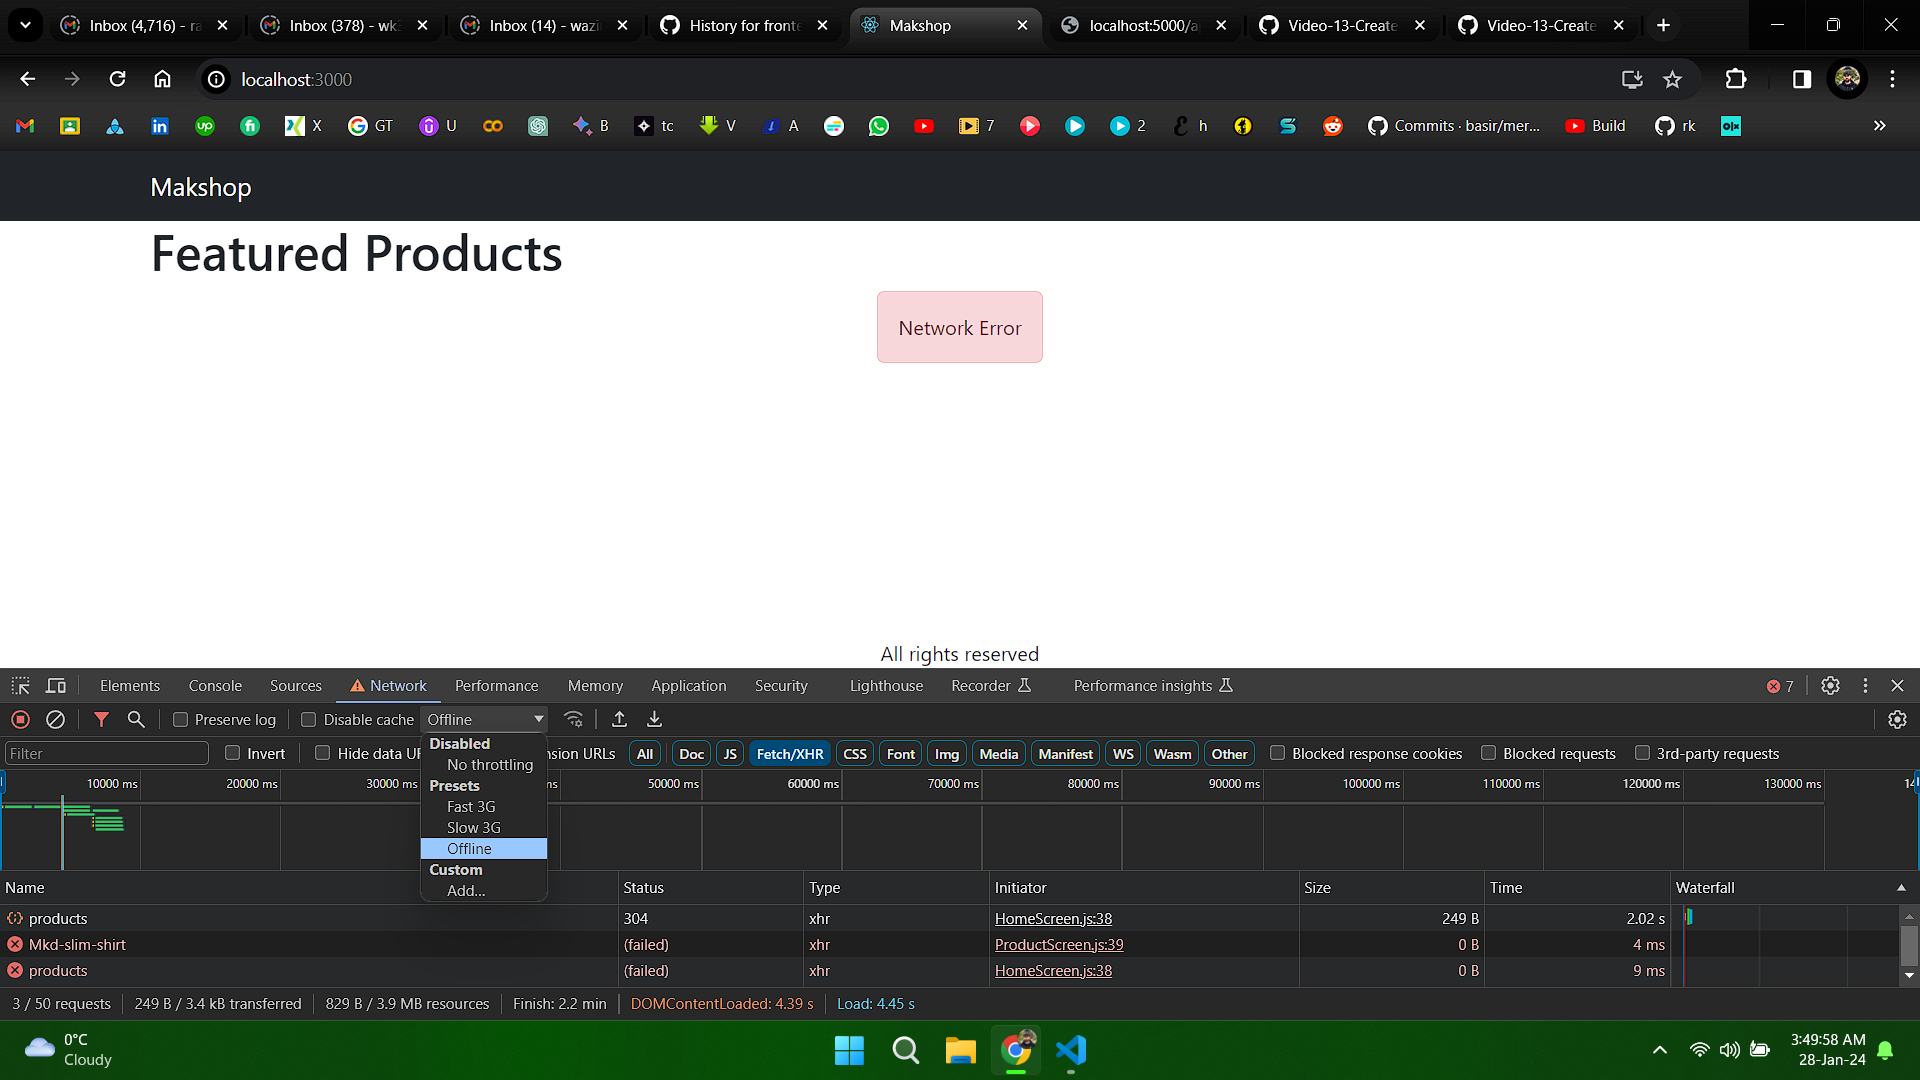 Inbox (4,716) - ra
Inbox (378) - wk
Inbox (14) - wazi
History for fronte
Makshop
localhost:5000/a
Video-13-Create
Video-13-Create
localhost:3000
X
GT
U
B
tc
V
A
7
2
h
Commits · basir/mer...
Build
rk
olx
Makshop
Featured Products
Network Error
All rights reserved
Elements Console Sources Network Performance Memory Application Security Lighthouse Recorder Performance insights 7
Preserve log Disable cache Offline
Filter Invert Hide data UR nsion URLs All Doc JS Fetch/XHR CSS Font Img Media Manifest WS Wasm Other Blocked response cookies Blocked requests 3rd-party requests
Disabled
No throttling
Presets
Fast 3G
Slow 3G
Offline
Custom
Add...
10000 ms 20000 ms 30000 ms ms 50000 ms 60000 ms 70000 ms 80000 ms 90000 ms 100000 ms 110000 ms 120000 ms 130000 ms 14
Name Status Type Initiator Size Time Waterfall
products 304 xhr HomeScreen.js:38 249 B 2.02 s
Mkd-slim-shirt (failed) xhr ProductScreen.js:39 0 B 4 ms
products (failed) xhr HomeScreen.js:38 0 B 9 ms
3 / 50 requests 249 B / 3.4 kB transferred 829 B / 3.9 MB resources Finish: 2.2 min DOMContentLoaded: 4.39 s Load: 4.45 s
0°C
Cloudy
3:49:58 AM
28-Jan-24